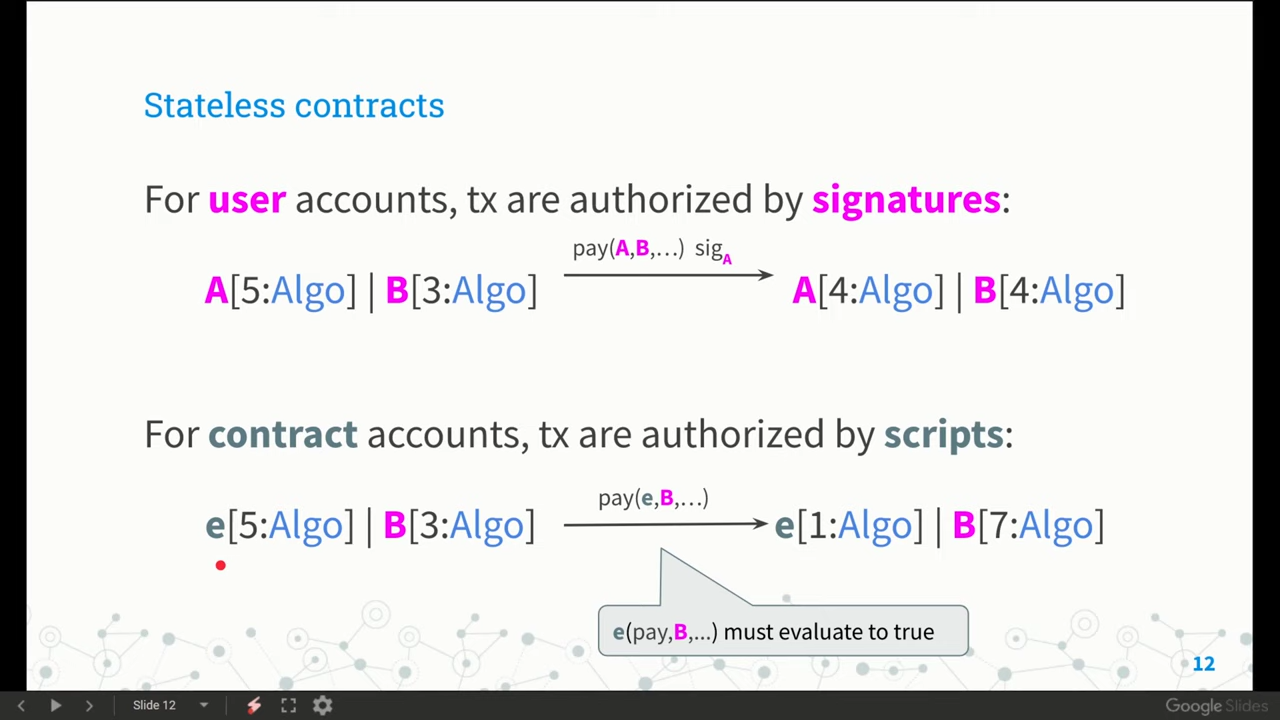 Stateless contracts
For user accounts, tx are authorized by signatures:
pay(A,B,…) sigA
A[5:Algo] | B[3:Algo]
A[4:Algo] | B[4:Algo]
For contract accounts, tx are authorized by scripts:
pay(e,B,…)
e[5:Algo] | B[3:Algo]
e[1:Algo] | B[7:Algo]
e(pay,B,...) must evaluate to true
12
Slide 12
Google Slides